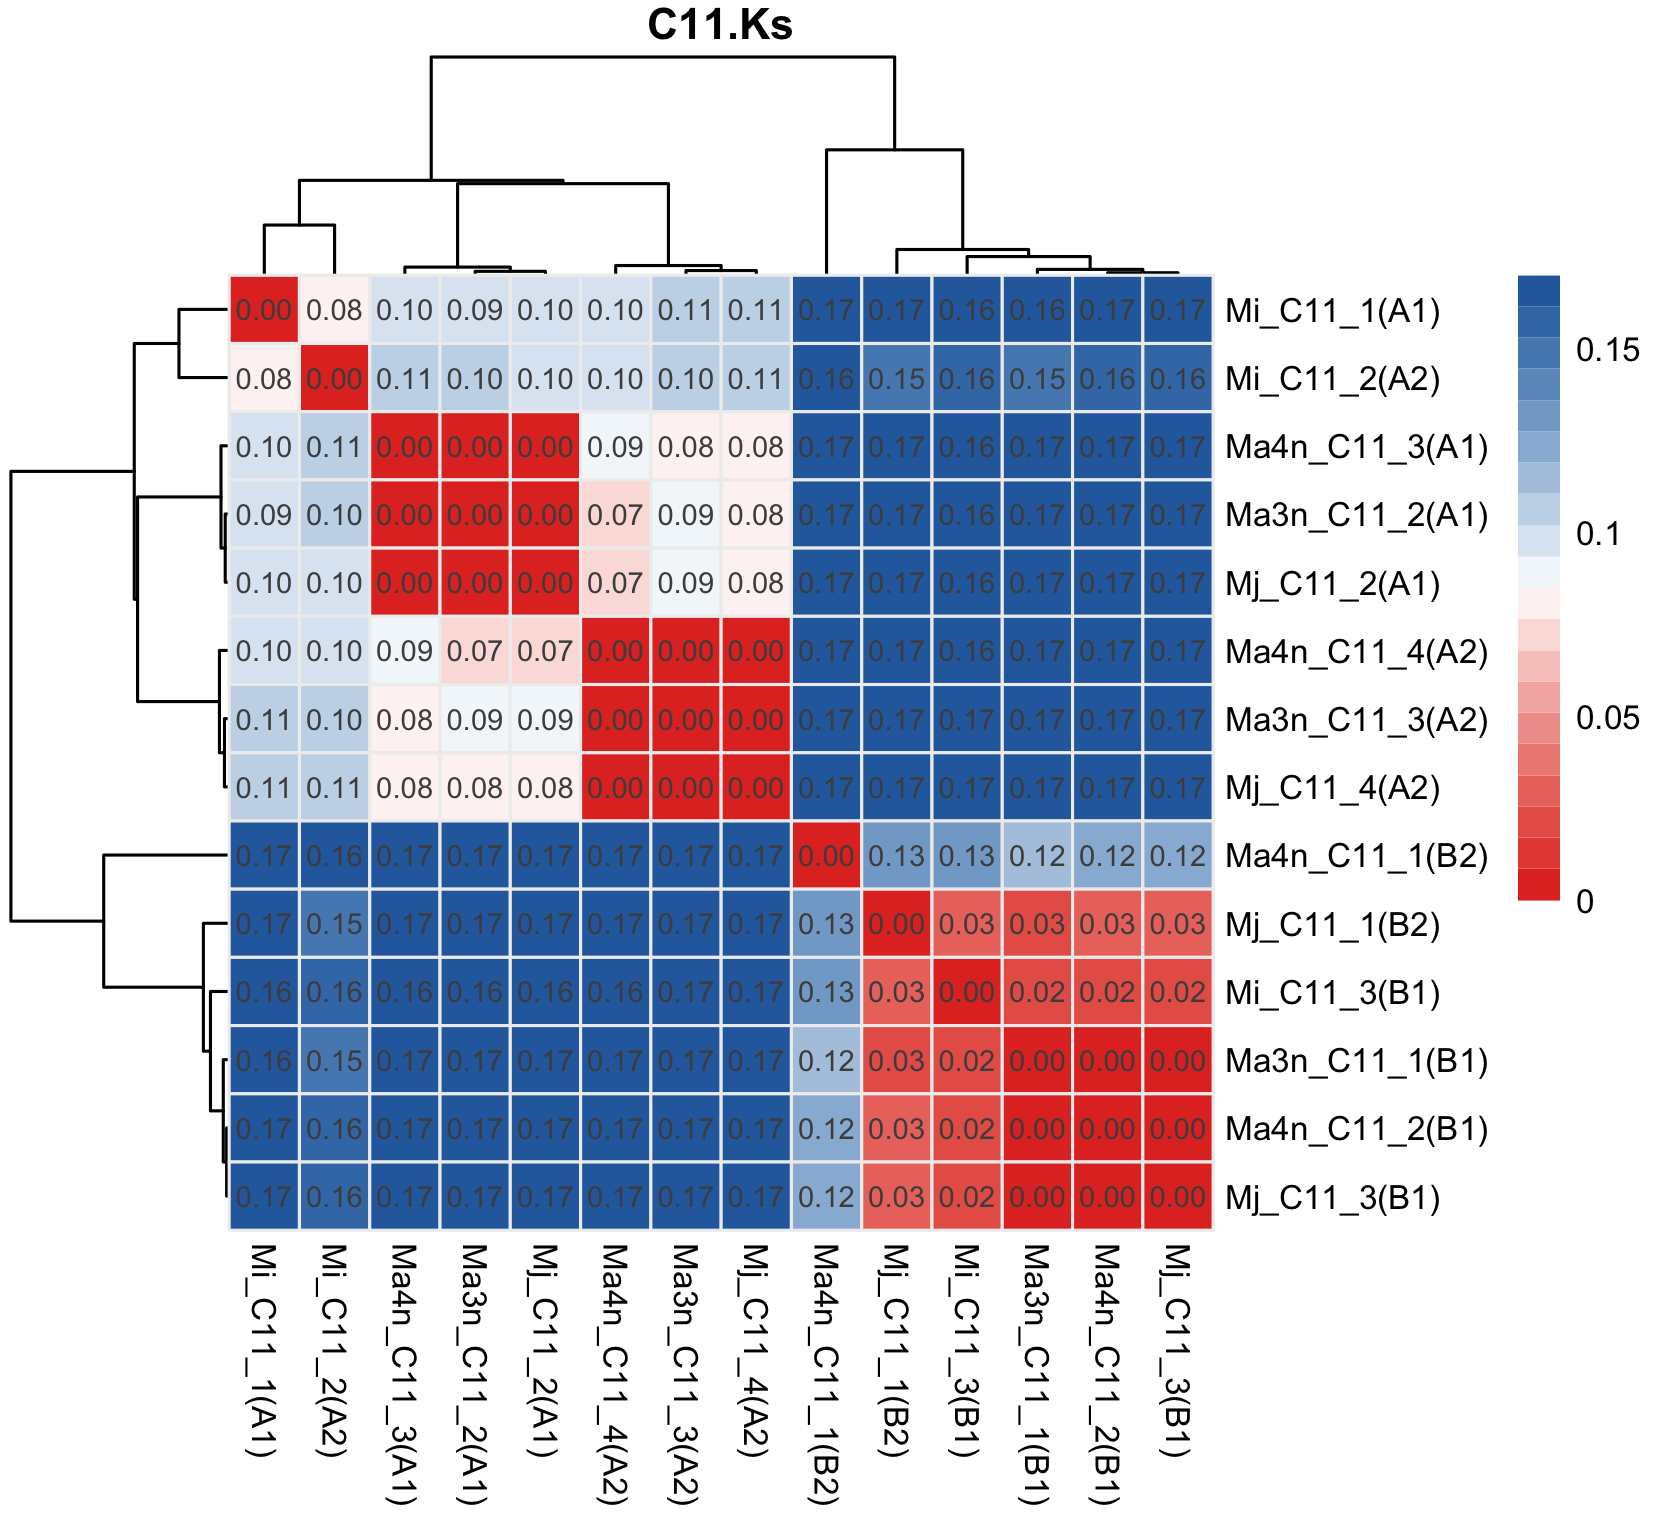 C11.Ks
0.00 0.08 0.10 0.09 0.10 0.10 0.11 0.11 0.17 0.17 0.16 0.16 0.17 0.17 Mi_C11_1(A1)
0.08 0.00 0.11 0.10 0.10 0.10 0.10 0.11 0.16 0.15 0.16 0.15 0.16 0.16 Mi_C11_2(A2)
0.10 0.11 0.00 0.00 0.00 0.09 0.08 0.08 0.17 0.17 0.16 0.17 0.17 0.17 Ma4n_C11_3(A1)
0.09 0.10 0.00 0.00 0.00 0.07 0.09 0.08 0.17 0.17 0.16 0.17 0.17 0.17 Ma3n_C11_2(A1)
0.10 0.10 0.00 0.00 0.00 0.07 0.09 0.08 0.17 0.17 0.16 0.17 0.17 0.17 Mj_C11_2(A1)
0.10 0.10 0.09 0.07 0.07 0.00 0.00 0.00 0.17 0.17 0.16 0.17 0.17 0.17 Ma4n_C11_4(A2)
0.11 0.10 0.08 0.09 0.09 0.00 0.00 0.00 0.17 0.17 0.17 0.17 0.17 0.17 Ma3n_C11_3(A2)
0.11 0.11 0.08 0.08 0.08 0.00 0.00 0.00 0.17 0.17 0.17 0.17 0.17 0.17 Mj_C11_4(A2)
0.17 0.16 0.17 0.17 0.17 0.17 0.17 0.17 0.00 0.13 0.13 0.12 0.12 0.12 Ma4n_C11_1(B2)
0.17 0.15 0.17 0.17 0.17 0.17 0.17 0.17 0.13 0.00 0.03 0.03 0.03 0.03 Mj_C11_1(B2)
0.16 0.16 0.16 0.16 0.16 0.16 0.17 0.17 0.13 0.03 0.00 0.02 0.02 0.02 Mi_C11_3(B1)
0.16 0.15 0.17 0.17 0.17 0.17 0.17 0.17 0.12 0.03 0.02 0.00 0.00 0.00 Ma3n_C11_1(B1)
0.17 0.16 0.17 0.17 0.17 0.17 0.17 0.17 0.12 0.03 0.02 0.00 0.00 0.00 Ma4n_C11_2(B1)
0.17 0.16 0.17 0.17 0.17 0.17 0.17 0.17 0.12 0.03 0.02 0.00 0.00 0.00 Mj_C11_3(B1)
Mi_C11_1(A1)
Mi_C11_2(A2)
Ma4n_C11_3(A1)
Ma3n_C11_2(A1)
Mj_C11_2(A1)
Ma4n_C11_4(A2)
Ma3n_C11_3(A2)
Mj_C11_4(A2)
Ma4n_C11_1(B2)
Mj_C11_1(B2)
Mi_C11_3(B1)
Ma3n_C11_1(B1)
Ma4n_C11_2(B1)
Mj_C11_3(B1)
0.15
0.1
0.05
0